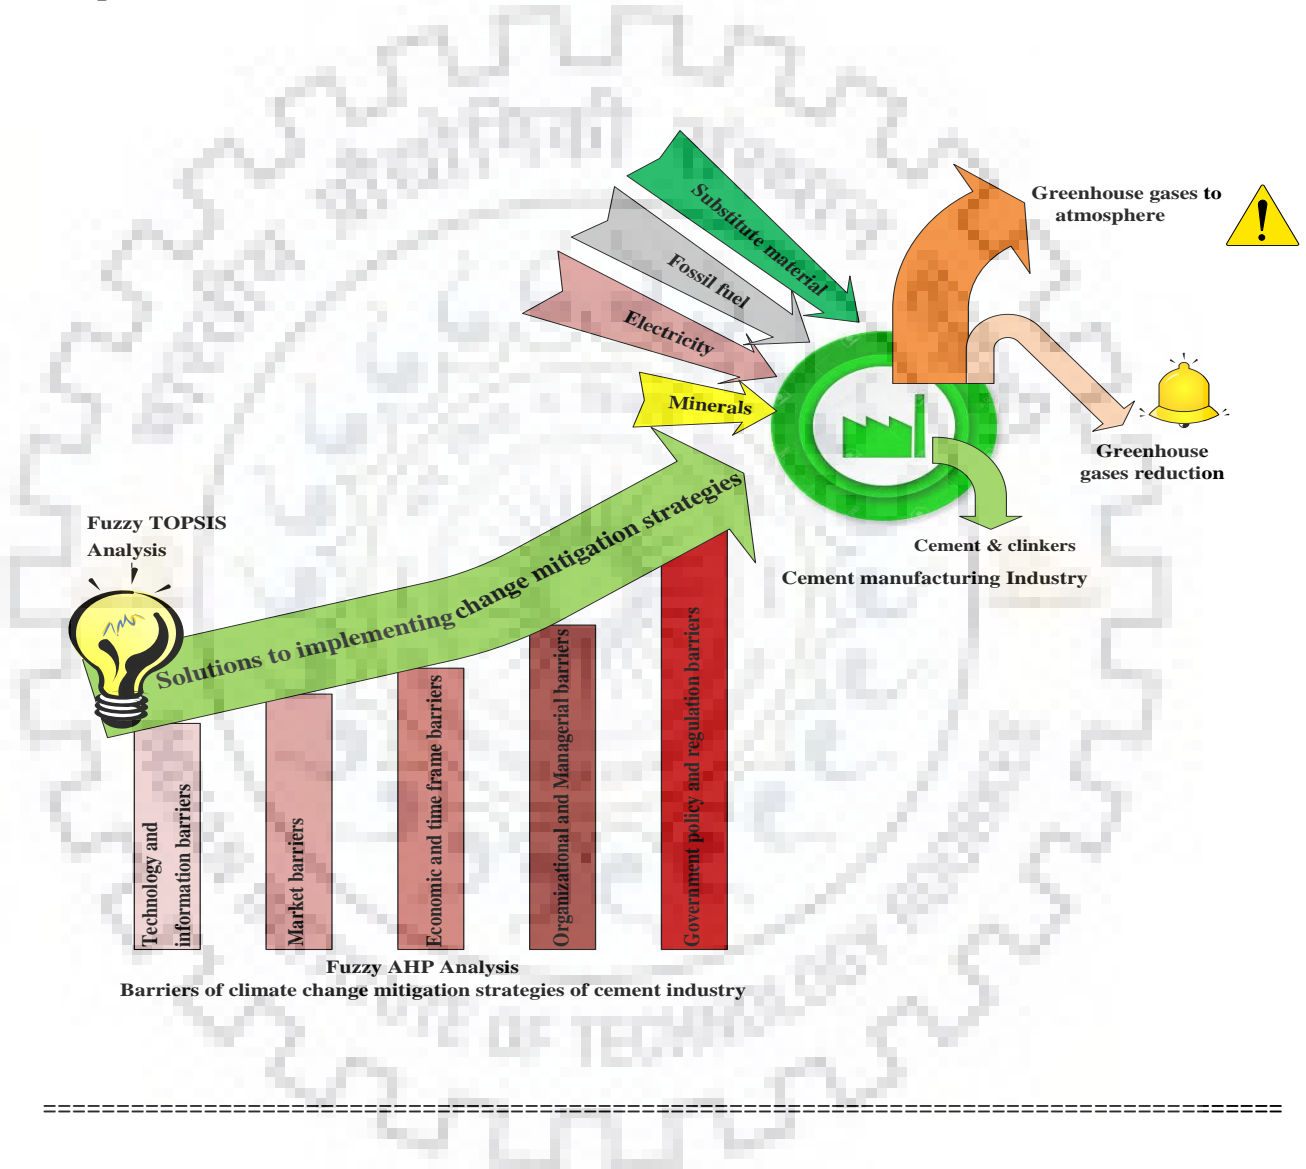 Substitute material
Fossil fuel
Electricity
Minerals
Greenhouse gases to
atmosphere
Greenhouse
gases reduction
Cement & clinkers
Cement manufacturing Industry
Fuzzy TOPSIS
Analysis
Solutions to implementing change mitigation strategies
Technology and
information barriers
Market barriers
Economic and time frame barriers
Organizational and Managerial barriers
Government policy and regulation barriers
Fuzzy AHP Analysis
Barriers of climate change mitigation strategies of cement industry
OF TECHN